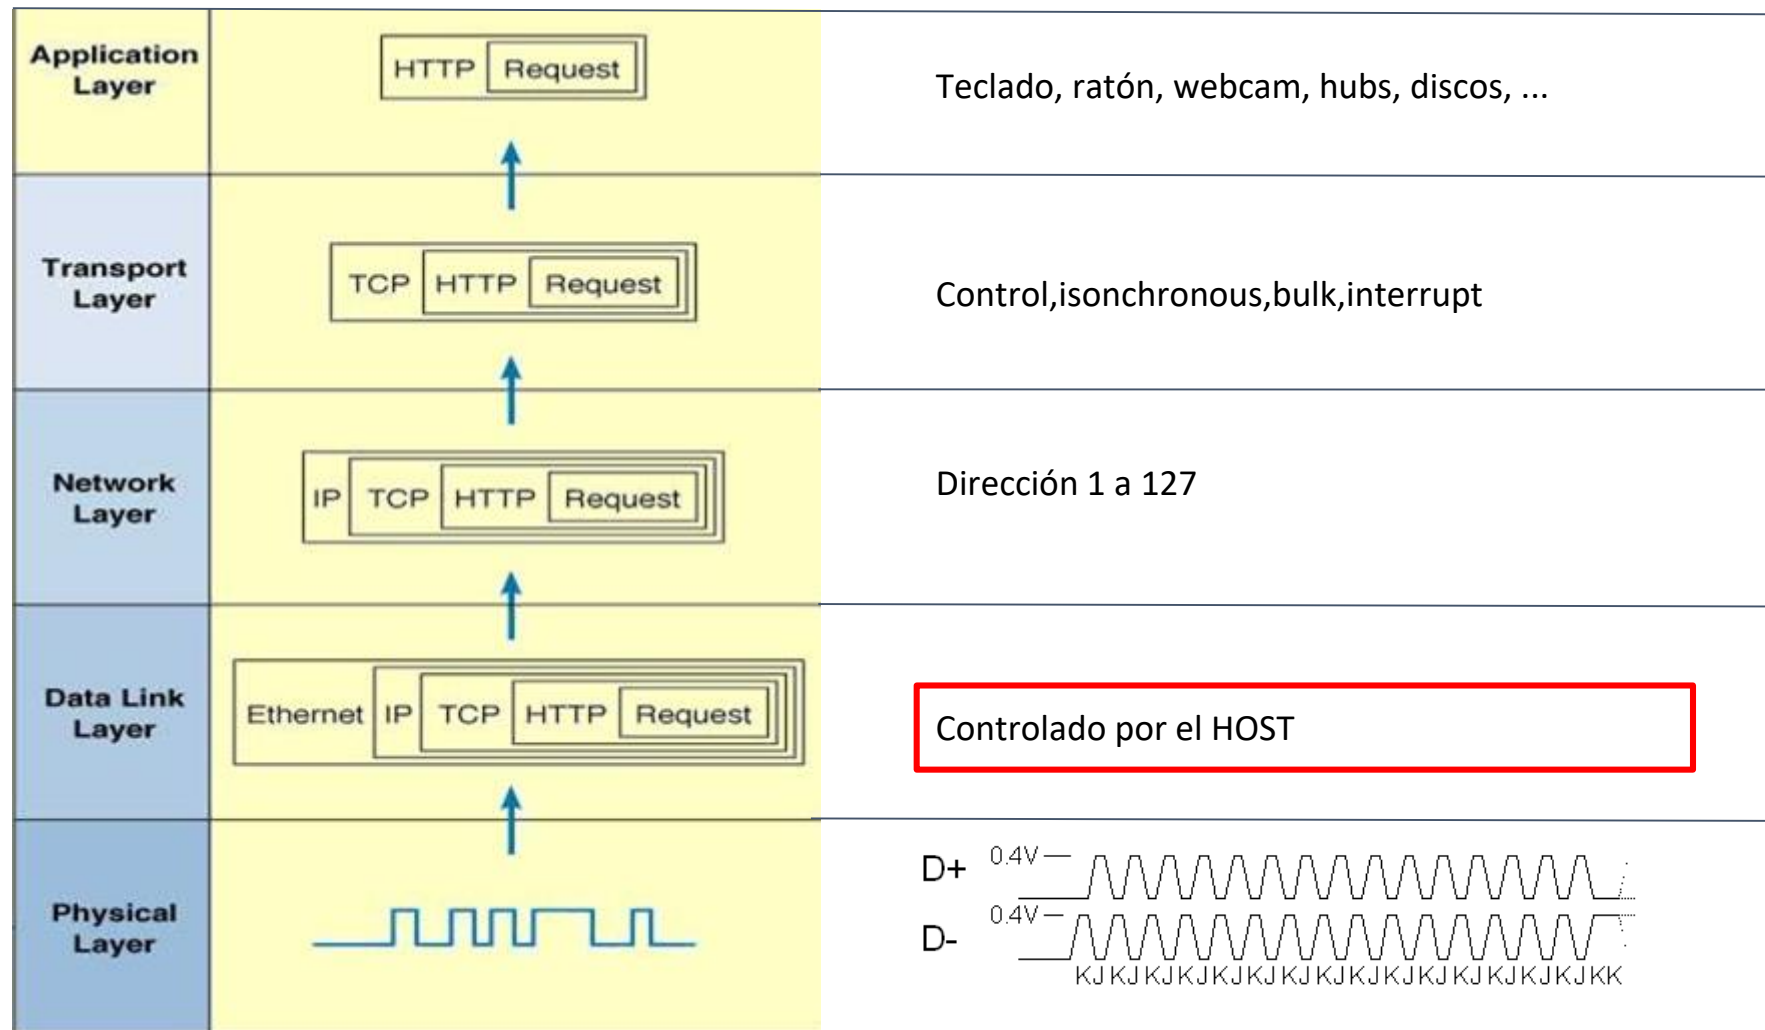 Application
Layer
HTTP Request
Teclado, ratón, webcam, hubs, discos, ...
Transport
Layer
TCP HTTP Request
Control,isonchronous,bulk,interrupt
Network
Layer
IP TCP HTTP Request
Dirección 1 a 127
Data Link
Layer
Ethernet IP TCP HTTP Request
Controlado por el HOST
Physical
Layer
D+ 0.4V
D- 0.4V
KJKJKJKJKJKJKJKJKJKJKJKJKJKJKJKK